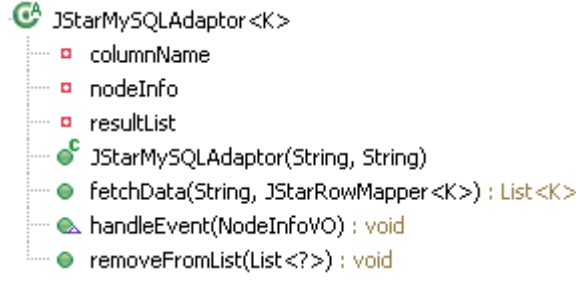 JStarMySQLAdaptor<K>
columnName
nodeInfo
resultList
JStarMySQLAdaptor(String, String)
fetchData(String, JStarRowMapper<K>) : List<K>
handleEvent(NodeInfoVO) : void
removeFromList(List<?>) : void